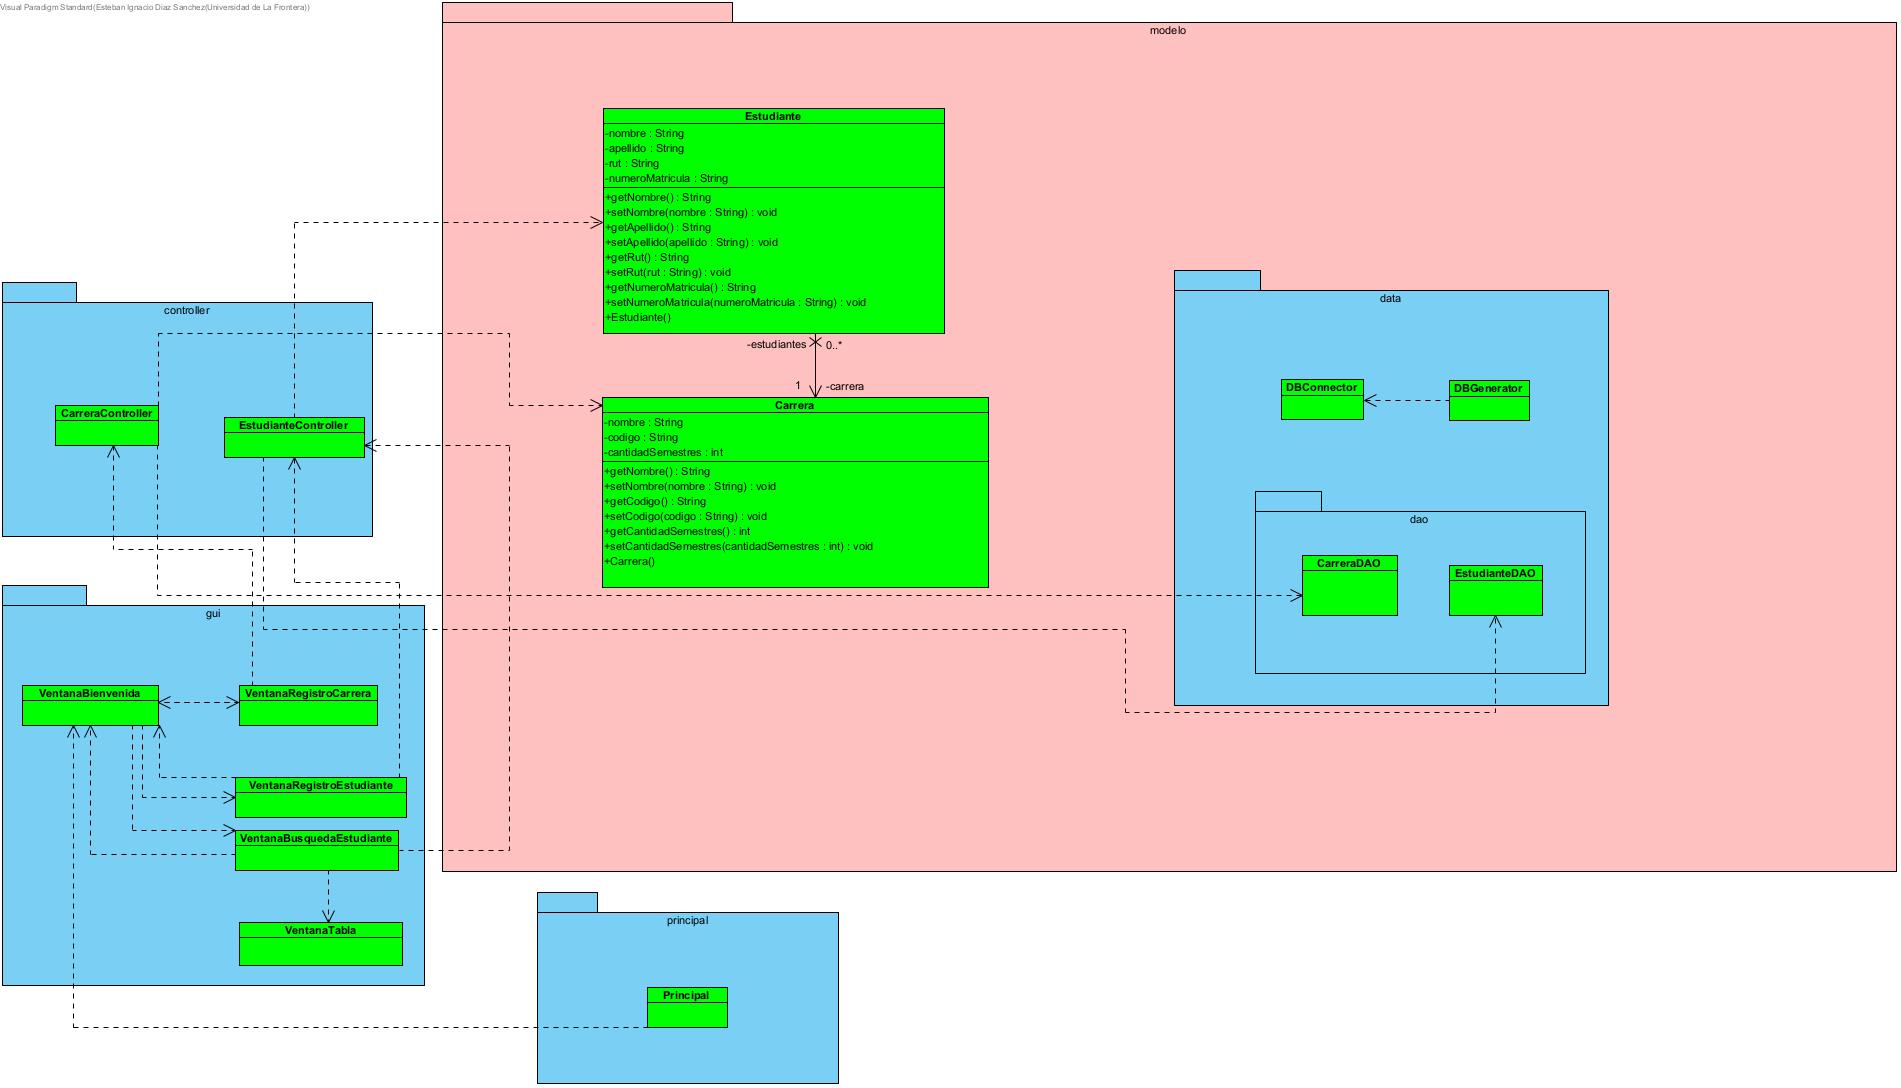 Visual Paradigm Standard(Esteban Ignacio Diaz Sanchez(Universidad de La Frontera))
modelo
Estudiante
-nombre : String
-apellido : String
-rut : String
-numeroMatricula : String
+getNombre() : String
+setNombre(nombre : String) : void
+getApellido() : String
+setApellido(apellido : String) : void
+getRut() : String
+setRut(rut : String) : void
+getNumeroMatricula() : String
+setNumeroMatricula(numeroMatricula : String) : void
+Estudiante()
-estudiantes
0..*
1
-carrera
Carrera
-nombre : String
-codigo : String
-cantidadSemestres : int
+getNombre() : String
+setNombre(nombre : String) : void
+getCodigo() : String
+setCodigo(codigo : String) : void
+getCantidadSemestres() : int
+setCantidadSemestres(cantidadSemestres : int) : void
+Carrera()
data
DBConnector
DBGenerator
dao
CarreraDAO
EstudianteDAO
controller
CarreraController
EstudianteController
gui
VentanaBienvenida
VentanaRegistroCarrera
VentanaRegistroEstudiante
VentanaBusquedaEstudiante
VentanaTabla
principal
Principal